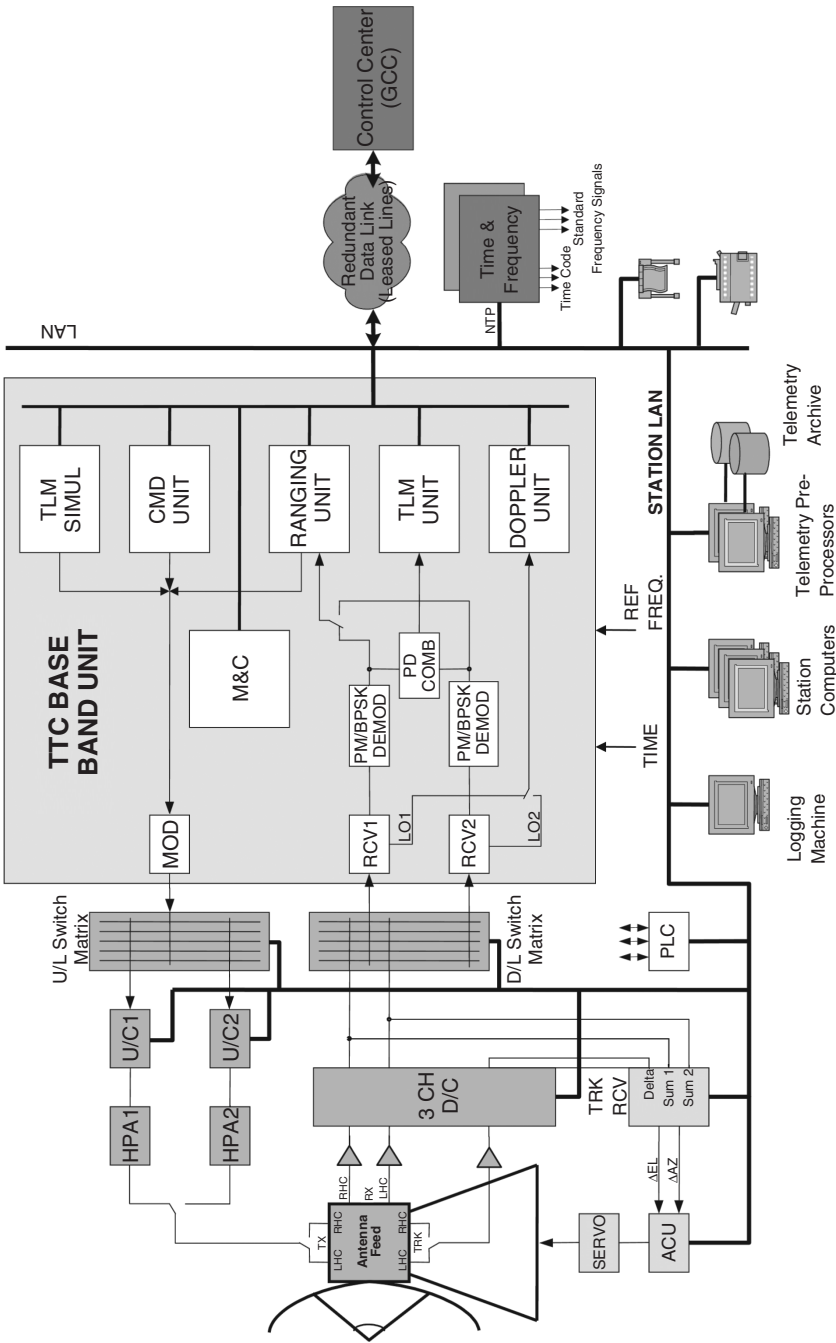 LHC
TX
RHC
Antenna
Feed
LHC
TRK
RHC
RHC
RX
LHC
HPA1
HPA2
U/C1
U/C2
U/L Switch
Matrix
3 CH
D/C
D/L Switch
Matrix
TRK
RCV
Delta
Sum 1
Sum 2
ΔEL
ΔAZ
SERVO
ACU
PLC
TTC BASE
BAND UNIT
MOD
M&C
RCV1
RCV2
LO1
LO2
PM/BPSK
DEMOD
PM/BPSK
DEMOD
PD
COMB
TLM
SIMUL
CMD
UNIT
RANGING
UNIT
TLM
UNIT
DOPPLER
UNIT
TIME
REF
FREQ.
LAN
STATION LAN
Redundant
Data Link
(Leased Lines)
Control Center
(GCC)
NTP
Time &
Frequency
Time Code
Standard
Frequency Signals
Logging
Machine
Station
Computers
Telemetry Pre-
Processors
Telemetry
Archive